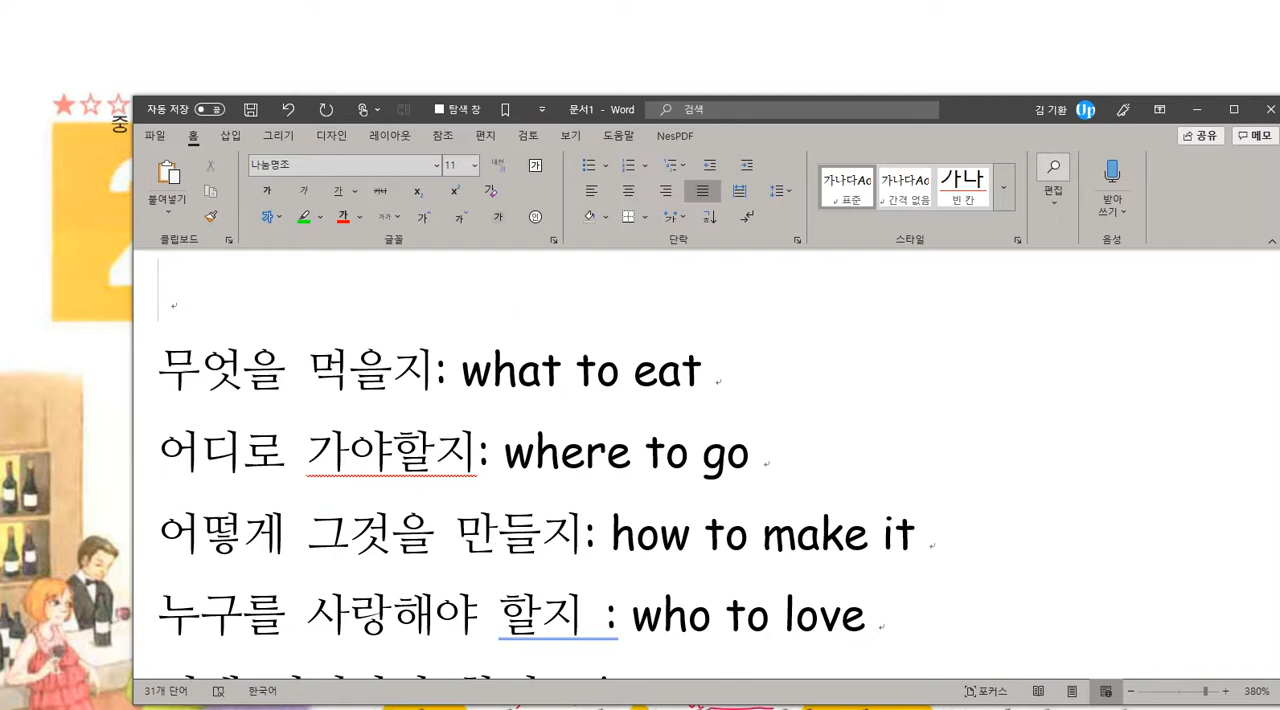 중
자동 저장 끔 탐색 창 문서1 - Word 검색 김 기환 Up
파일 홈 삽입 그리기 디자인 레이아웃 참조 편지 검토 보기 도움말 NesPDF 공유 메모
붙여넣기 나눔명조 11 가나다Aa 가나다Aa 가나 편집 받아쓰기
표준 간격 없음 빈 칸
클립보드 글꼴 단락 스타일 음성
무엇을 먹을지: what to eat
어디로 가야할지: where to go
어떻게 그것을 만들지: how to make it
누구를 사랑해야 할지 : who to love
31개 단어 한국어 포커스 380%